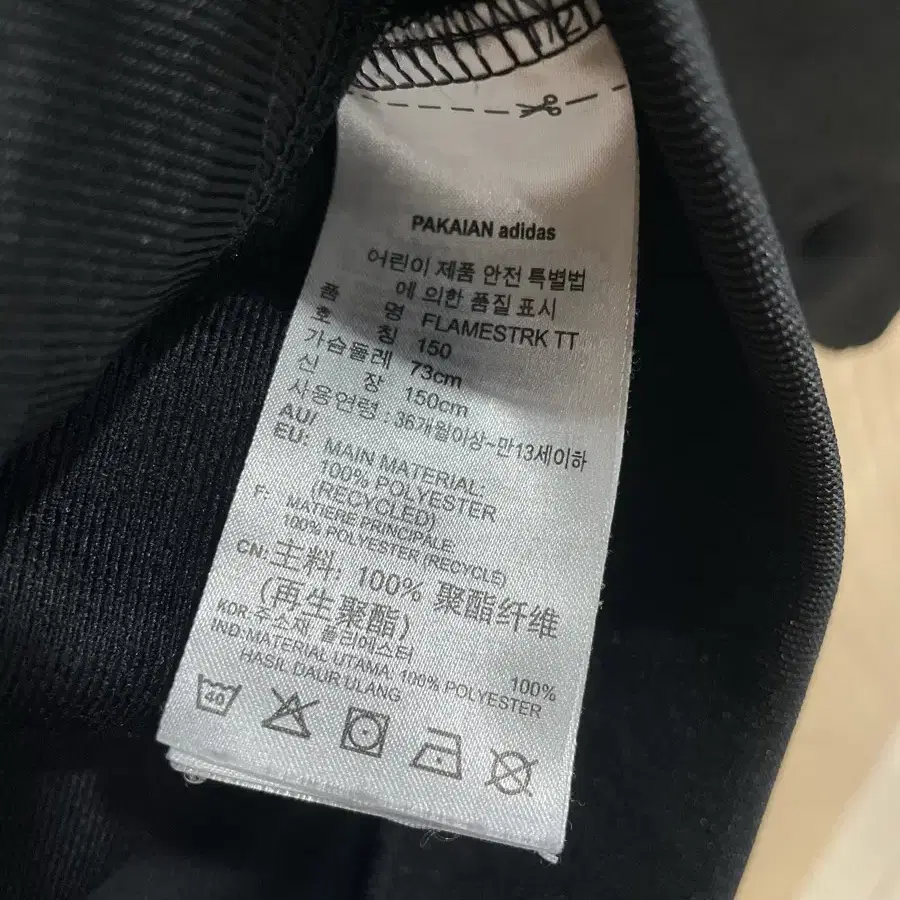 PAKAIAN adidas
어린이 제품 안전 특별법
에 의한 품질 표시
품 명 FLAMESTRK TT
호 칭 150
가슴둘레 73cm
신 장 150cm
사용연령 : 36개월이상~만13세이하
AU/
EU: MAIN MATERIAL:
100% POLYESTER
(RECYCLED)
F: MATIERE PRINCIPALE:
100% POLYESTER (RECYCLÉ)
CN: 主料: 100% 聚酯纤维
(再生聚酯)
KOR: 주소재, 폴리에스터 100%
IND: MATERIAL UTAMA: 100% POLYESTER
HASIL DAUR ULANG
40